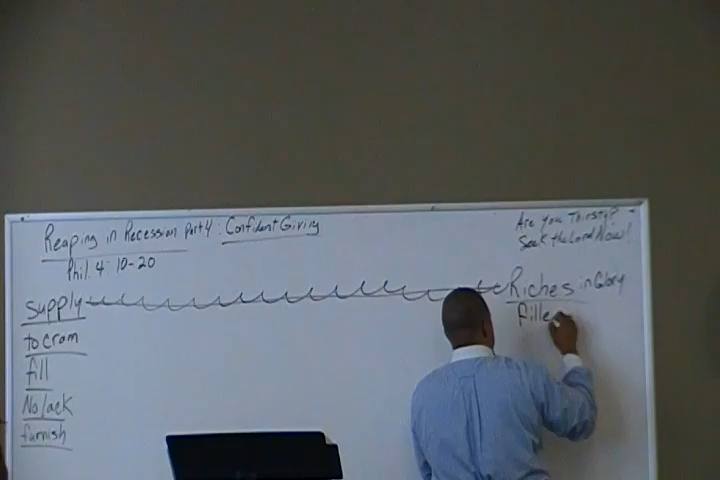 Reaping in Recession Part 4: Confident Giving
Phil. 4:10-20
Are you Thirsty?
Seek the Lord Now!
supply
Riches in Glory
to cram
fill
No lack
furnish
fille